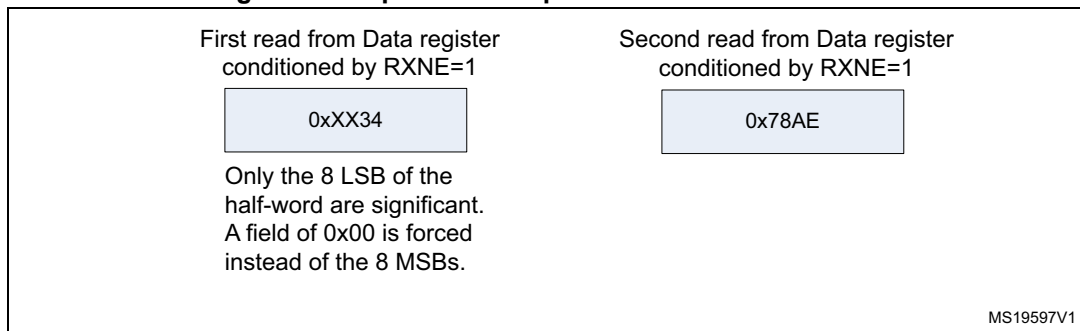 First read from Data register
conditioned by RXNE=1
0xXX34
Only the 8 LSB of the
half-word are significant.
A field of 0x00 is forced
instead of the 8 MSBs.
Second read from Data register
conditioned by RXNE=1
0x78AE
MS19597V1